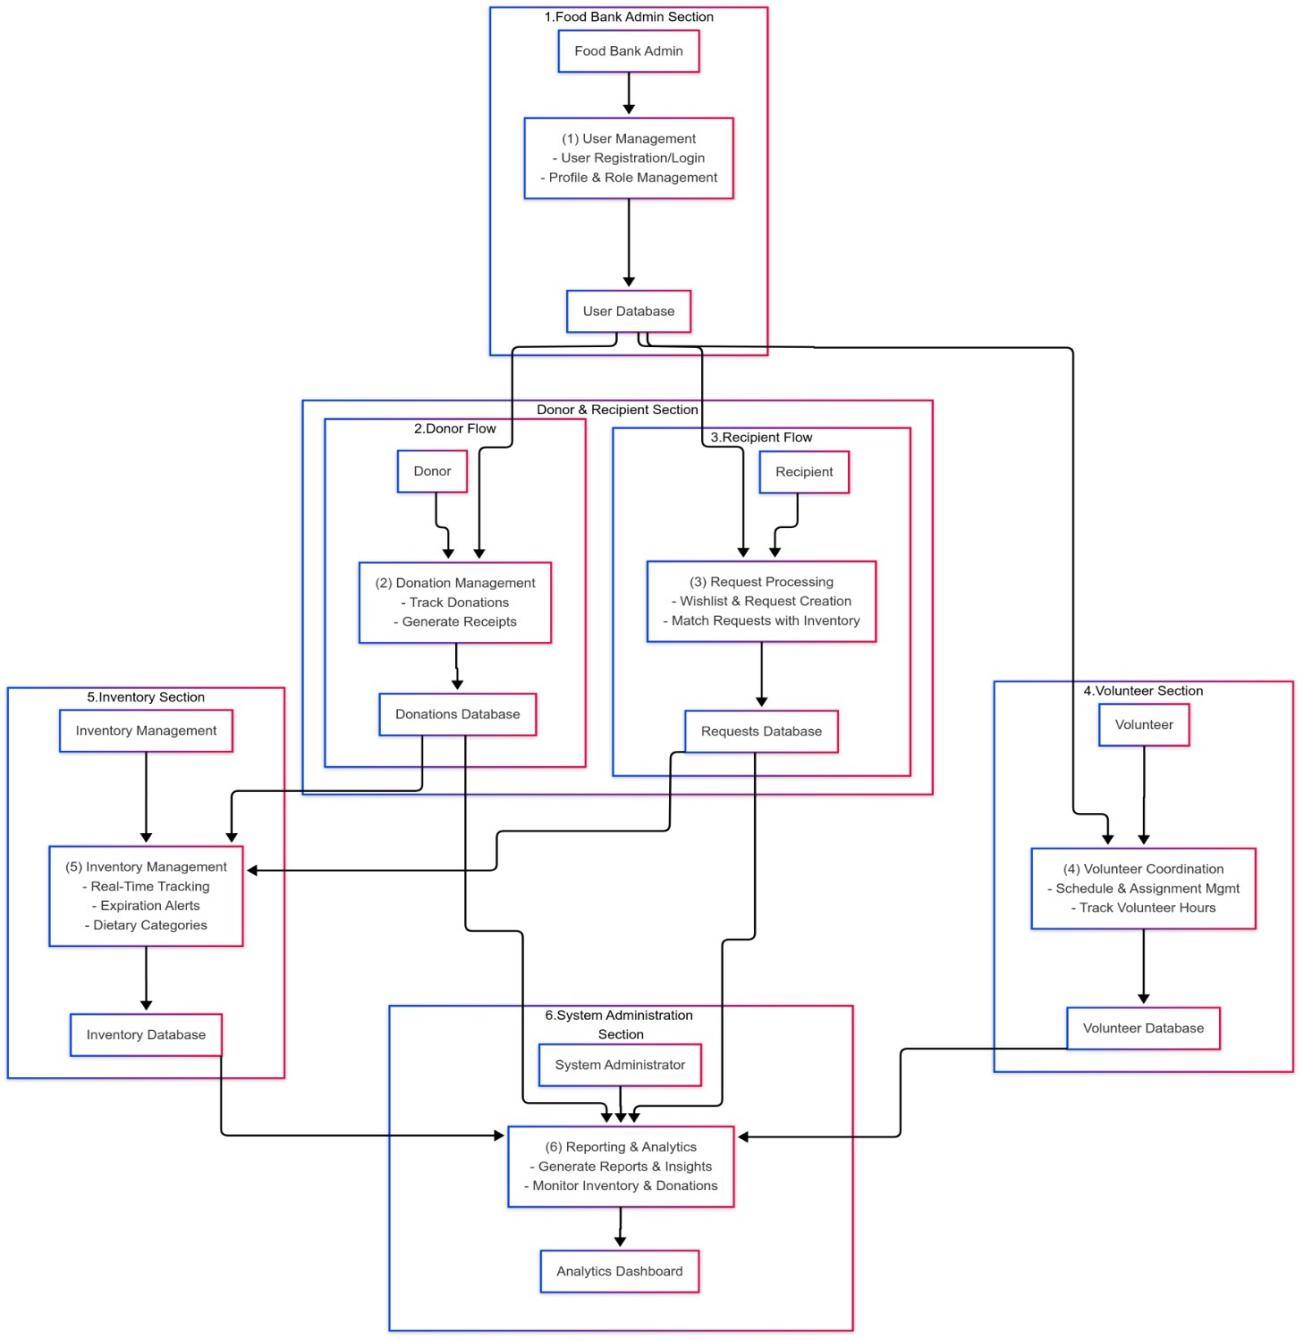 1.Food Bank Admin Section
Food Bank Admin
(1) User Management
- User Registration/Login
- Profile & Role Management
User Database
Donor & Recipient Section
2.Donor Flow
Donor
(2) Donation Management
- Track Donations
- Generate Receipts
Donations Database
3.Recipient Flow
Recipient
(3) Request Processing
- Wishlist & Request Creation
- Match Requests with Inventory
Requests Database
5.Inventory Section
Inventory Management
(5) Inventory Management
- Real-Time Tracking
- Expiration Alerts
- Dietary Categories
Inventory Database
4.Volunteer Section
Volunteer
(4) Volunteer Coordination
- Schedule & Assignment Mgmt
- Track Volunteer Hours
Volunteer Database
6.System Administration
Section
System Administrator
(6) Reporting & Analytics
- Generate Reports & Insights
- Monitor Inventory & Donations
Analytics Dashboard